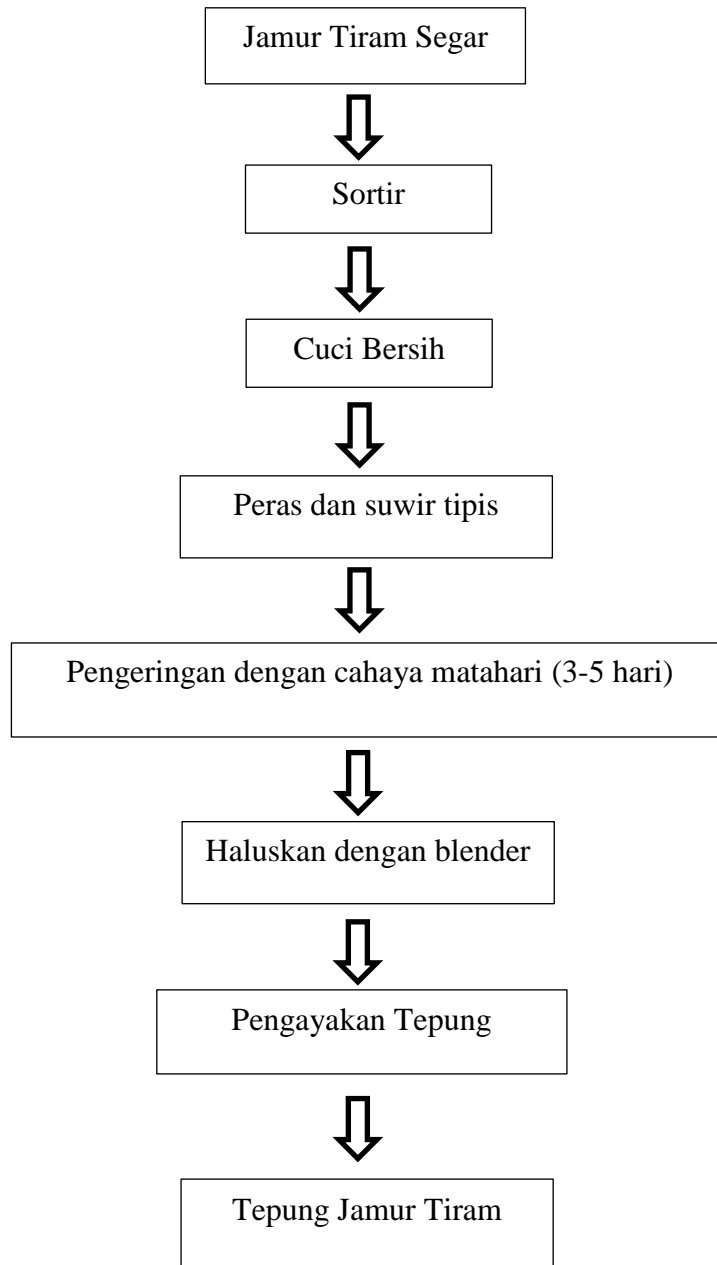 Jamur Tiram Segar
Sortir
Cuci Bersih
Peras dan suwir tipis
Pengeringan dengan cahaya matahari (3-5 hari)
Haluskan dengan blender
Pengayakan Tepung
Tepung Jamur Tiram